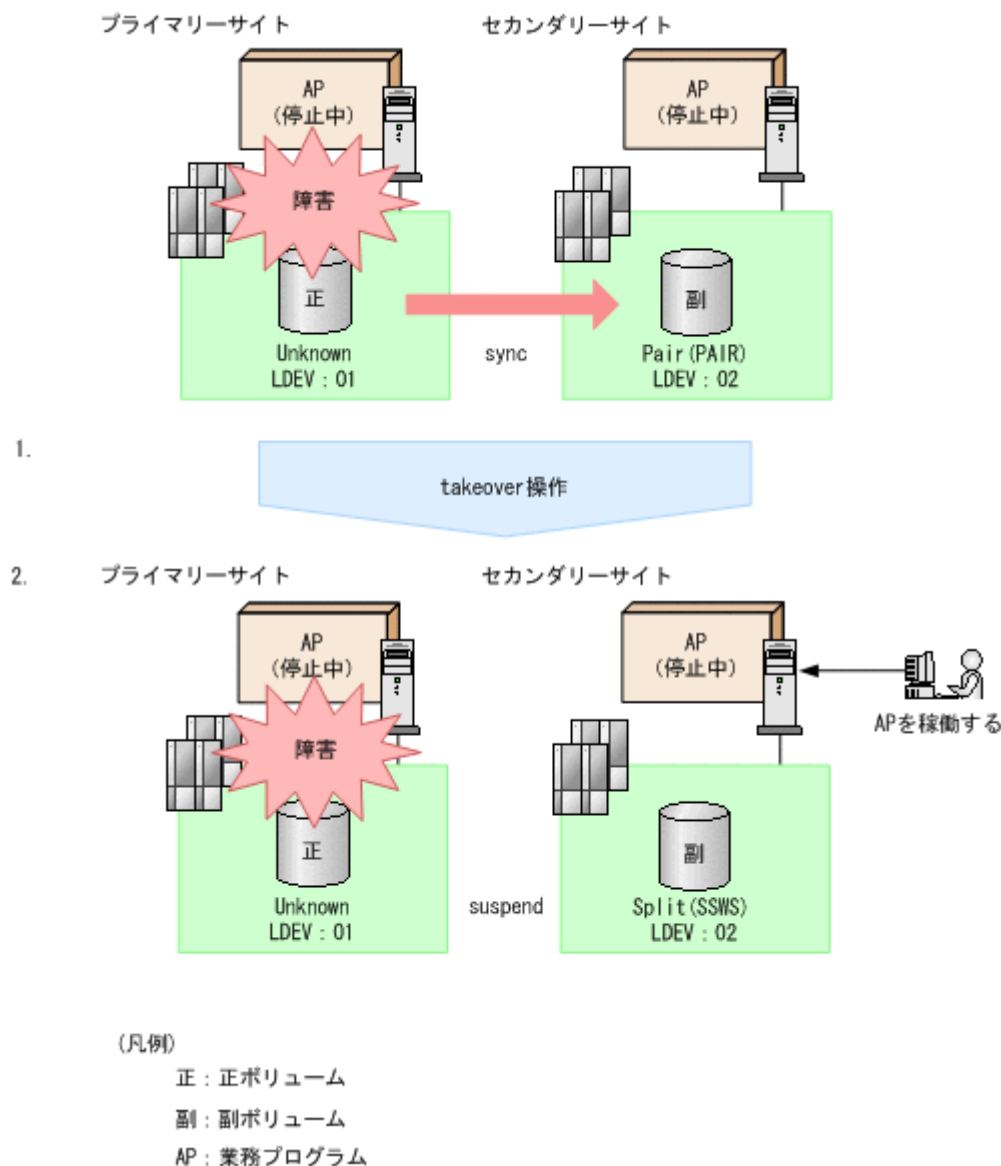 プライマリーサイト
セカンダリーサイト
AP
(停止中)
AP
(停止中)
障害
正
副
Unknown
LDEV：01
sync
Pair(PAIR)
LDEV：02
1.
takeover操作
2.
プライマリーサイト
セカンダリーサイト
AP
(停止中)
AP
(停止中)
APを稼働する
障害
正
副
Unknown
LDEV：01
suspend
Split(SSWS)
LDEV：02
(凡例)
正：正ボリューム
副：副ボリューム
AP：業務プログラム